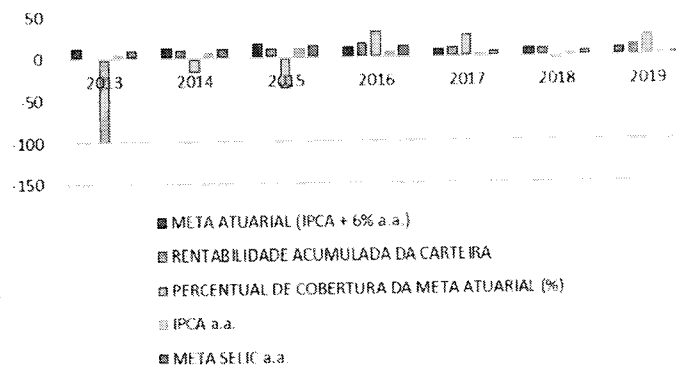 50
0
-50
-100
-150
2013 2014 2015 2016 2017 2018 2019
META ATUARIAL (IPCA + 6% a.a.)
RENTABILIDADE ACUMULADA DA CARTEIRA
PERCENTUAL DE COBERTURA DA META ATUARIAL (%)
IPCA a.a.
META SELIC a.a.